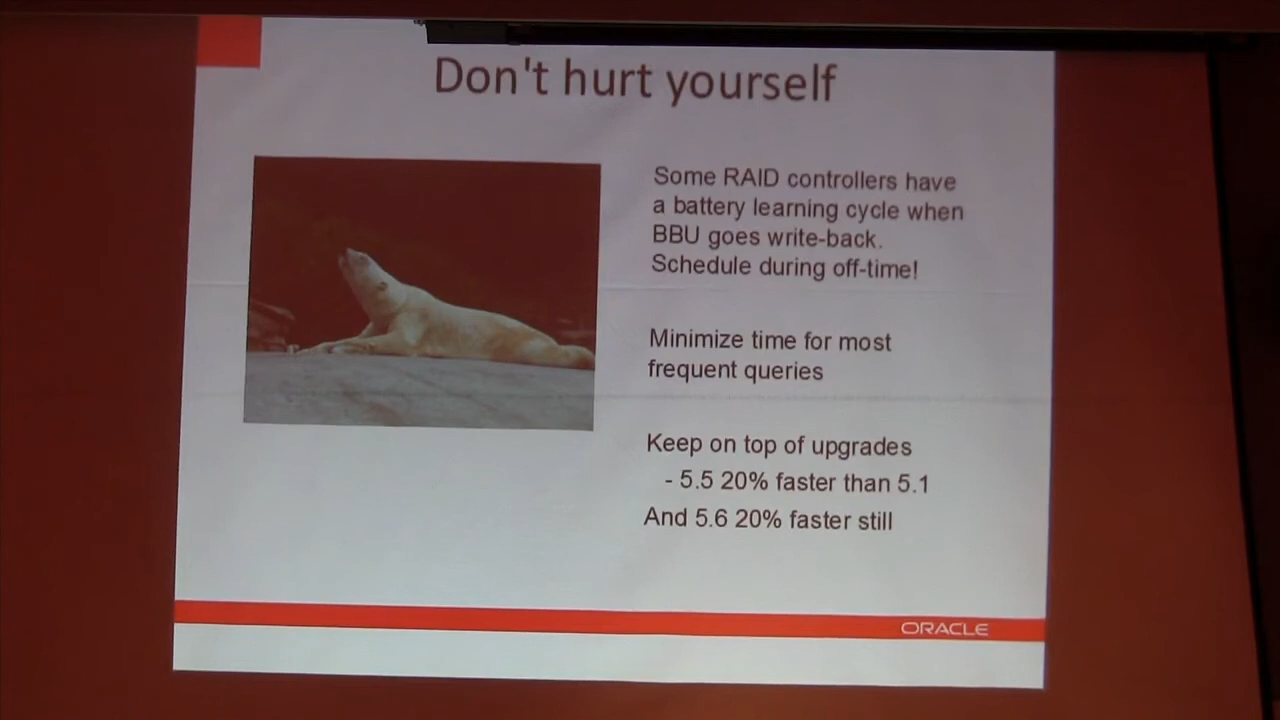 Don't hurt yourself
Some RAID controllers have
a battery learning cycle when
BBU goes write-back.
Schedule during off-time!
Minimize time for most
frequent queries
Keep on top of upgrades
- 5.5 20% faster than 5.1
And 5.6 20% faster still
ORACLE